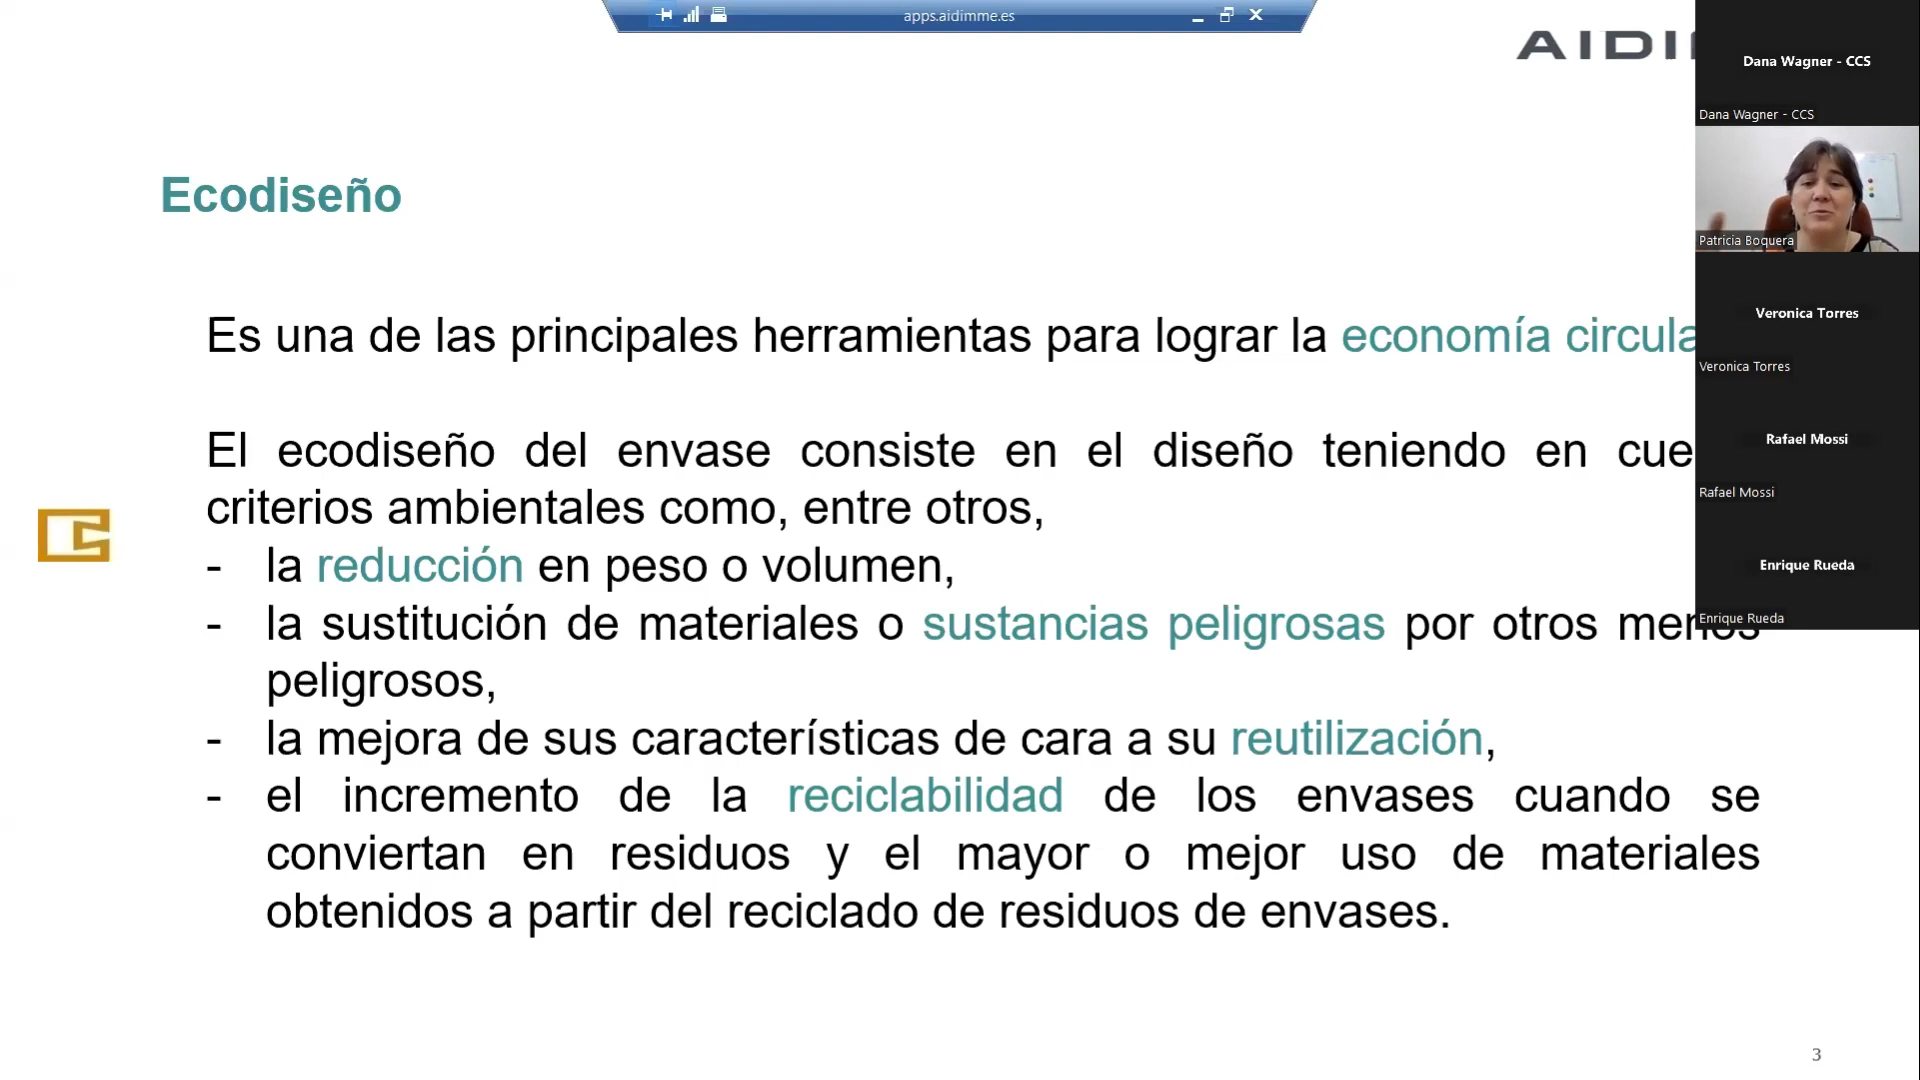 apps.aidimme.es
Dana Wagner - CCS
Dana Wagner - CCS
Patricia Boquera
Veronica Torres
Veronica Torres
Rafael Mossi
Rafael Mossi
Enrique Rueda
Enrique Rueda
Ecodiseño
Es una de las principales herramientas para lograr la economía circula
El ecodiseño del envase consiste en el diseño teniendo en cue
criterios ambientales como, entre otros,
- la reducción en peso o volumen,
- la sustitución de materiales o sustancias peligrosas por otros menos
peligrosos,
- la mejora de sus características de cara a su reutilización,
- el incremento de la reciclabilidad de los envases cuando se
conviertan en residuos y el mayor o mejor uso de materiales
obtenidos a partir del reciclado de residuos de envases.
3